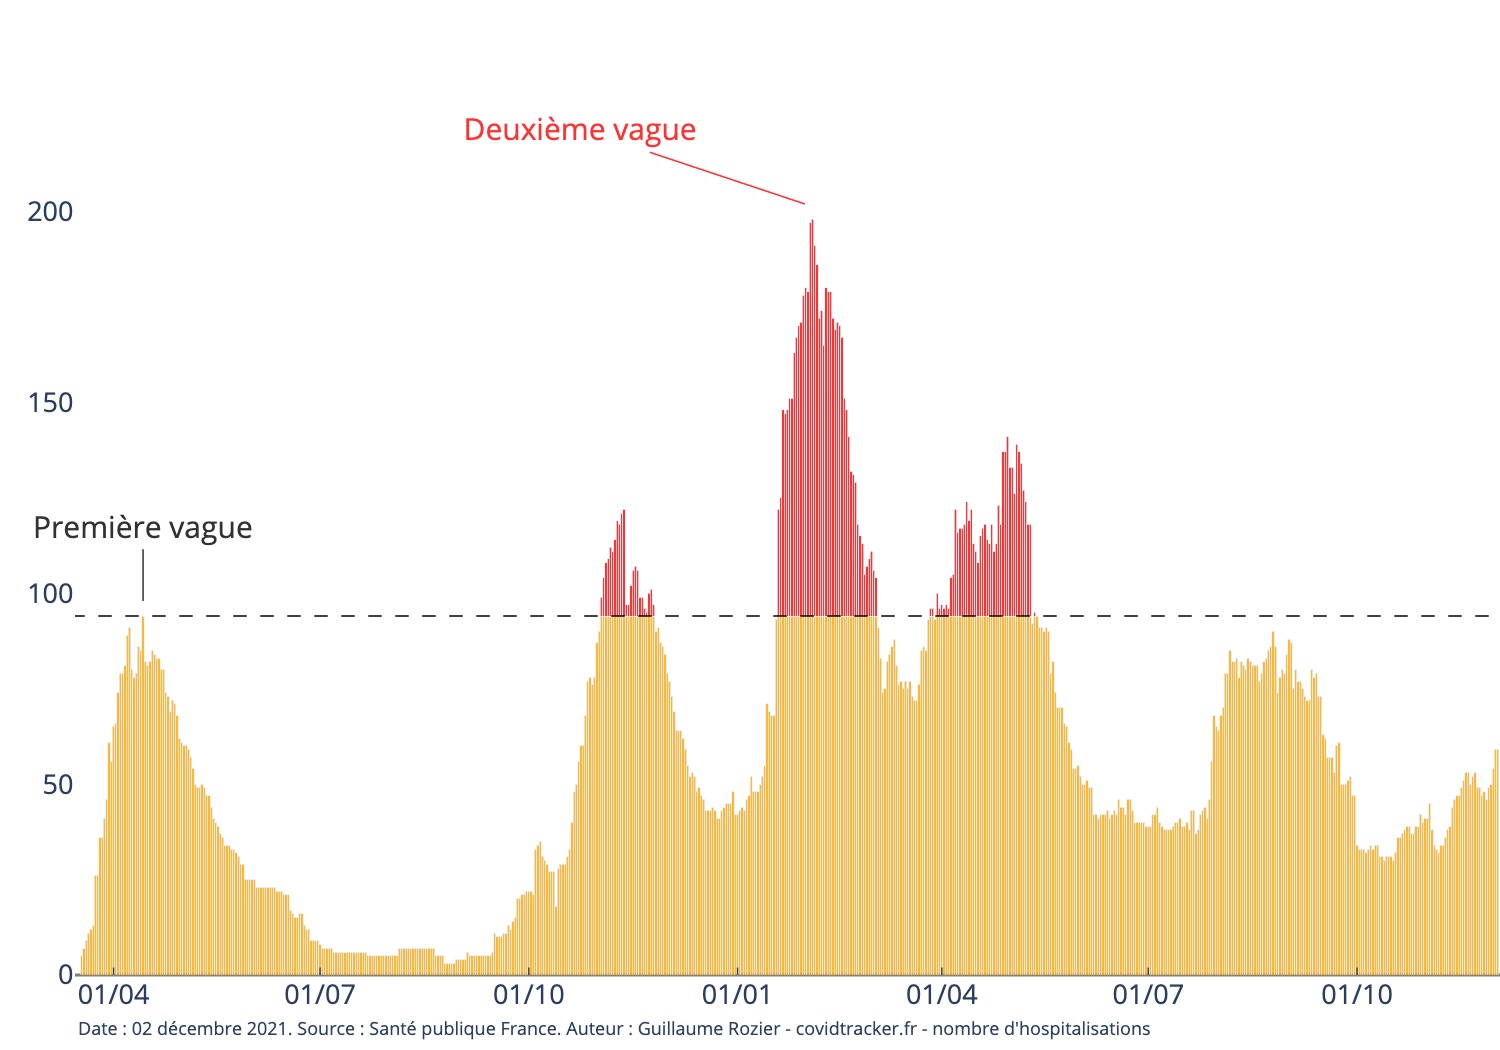 Deuxième vague
200
150
Première vague
100
50
0
01/04 01/07 01/10 01/01 01/04 01/07 01/10
Date : 02 décembre 2021. Source : Santé publique France. Auteur : Guillaume Rozier - covidtracker.fr - nombre d'hospitalisations